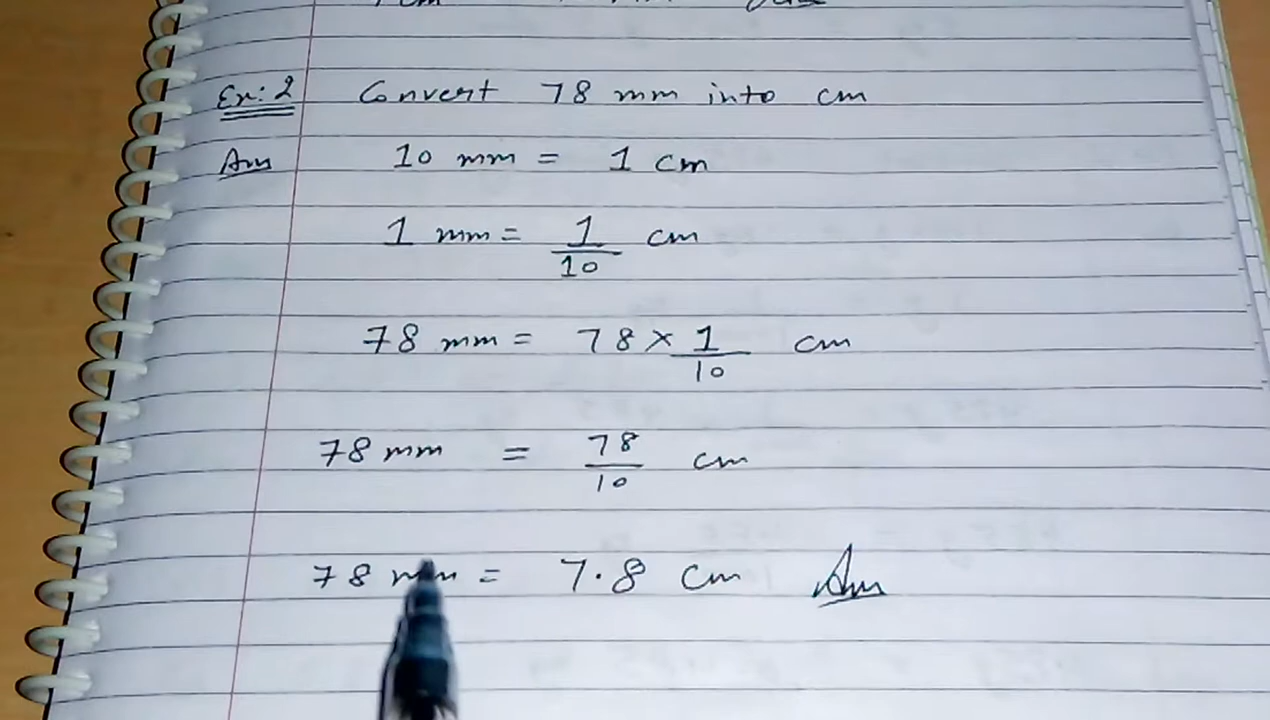 Ex: 2 Convert 78 mm into cm
Ans 10 mm = 1 cm
1 mm = 1/10 cm
78 mm = 78 × 1/10 cm
78 mm = 78/10 cm
78 mm = 7.8 cm Ans